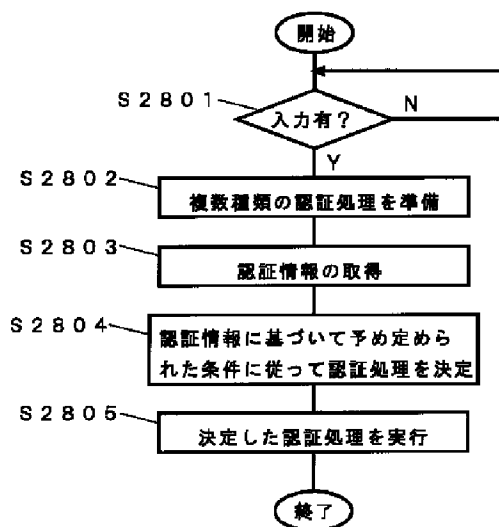 開始
S2801
入力有?
N
Y
S2802
複数種類の認証処理を準備
S2803
認証情報の取得
S2804
認証情報に基づいて予め定めら
れた条件に従って認証処理を決定
S2805
決定した認証処理を実行
終了